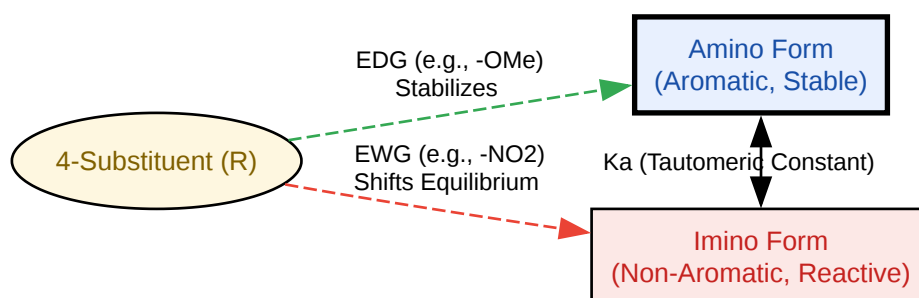 EDG (e.g., -OMe)
Stabilizes
Amino Form
(Aromatic, Stable)
4-Substituent (R)
EWG (e.g., -NO2)
Shifts Equilibrium
Ka (Tautomeric Constant)
Imino Form
(Non-Aromatic, Reactive)